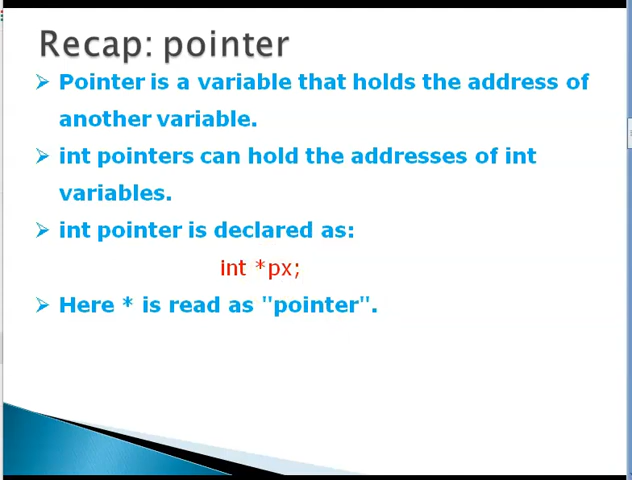 Recap: pointer
➢ Pointer is a variable that holds the address of
another variable.
➢ int pointers can hold the addresses of int
variables.
➢ int pointer is declared as:
int *px;
➢ Here * is read as "pointer".